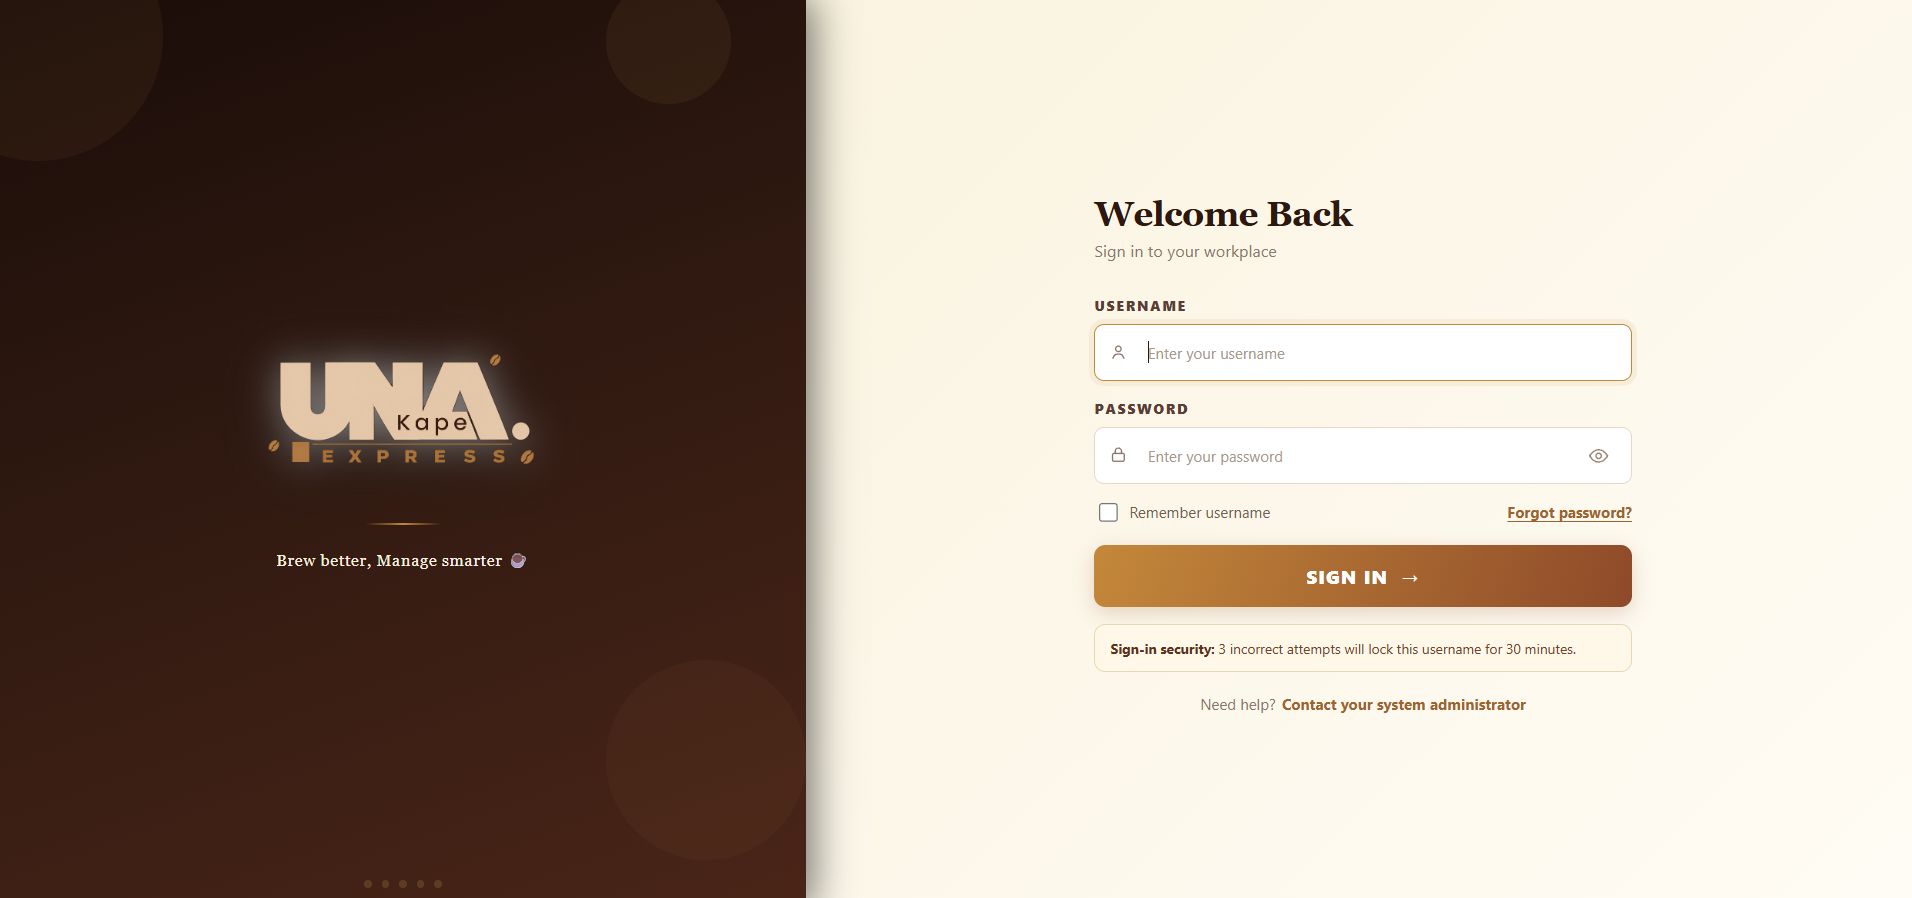 UNA.
Kape
EXPRESS
Brew better, Manage smarter
Welcome Back
Sign in to your workplace
USERNAME
Enter your username
PASSWORD
Enter your password
Remember username
Forgot password?
SIGN IN →
Sign-in security: 3 incorrect attempts will lock this username for 30 minutes.
Need help? Contact your system administrator